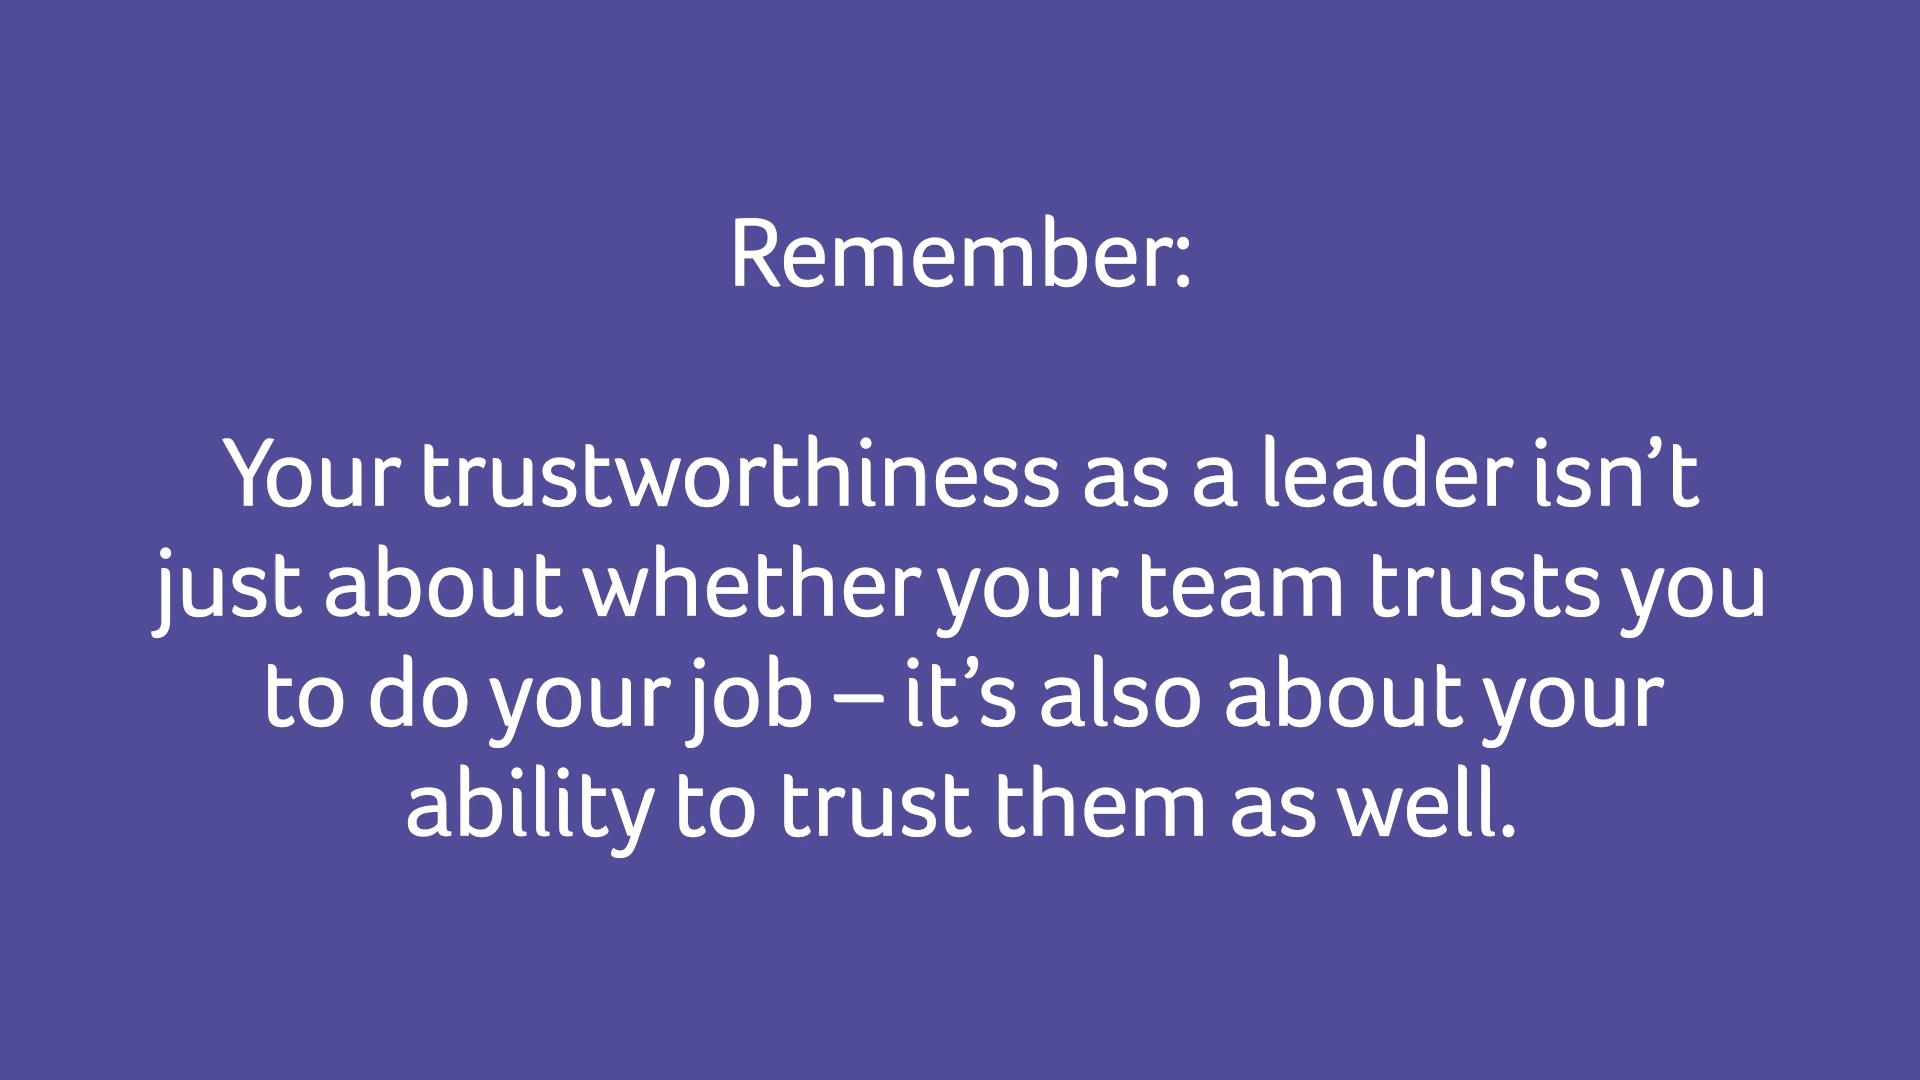 Remember:
Your trustworthiness as a leader isn’t
just about whether your team trusts you
to do your job – it’s also about your
ability to trust them as well.